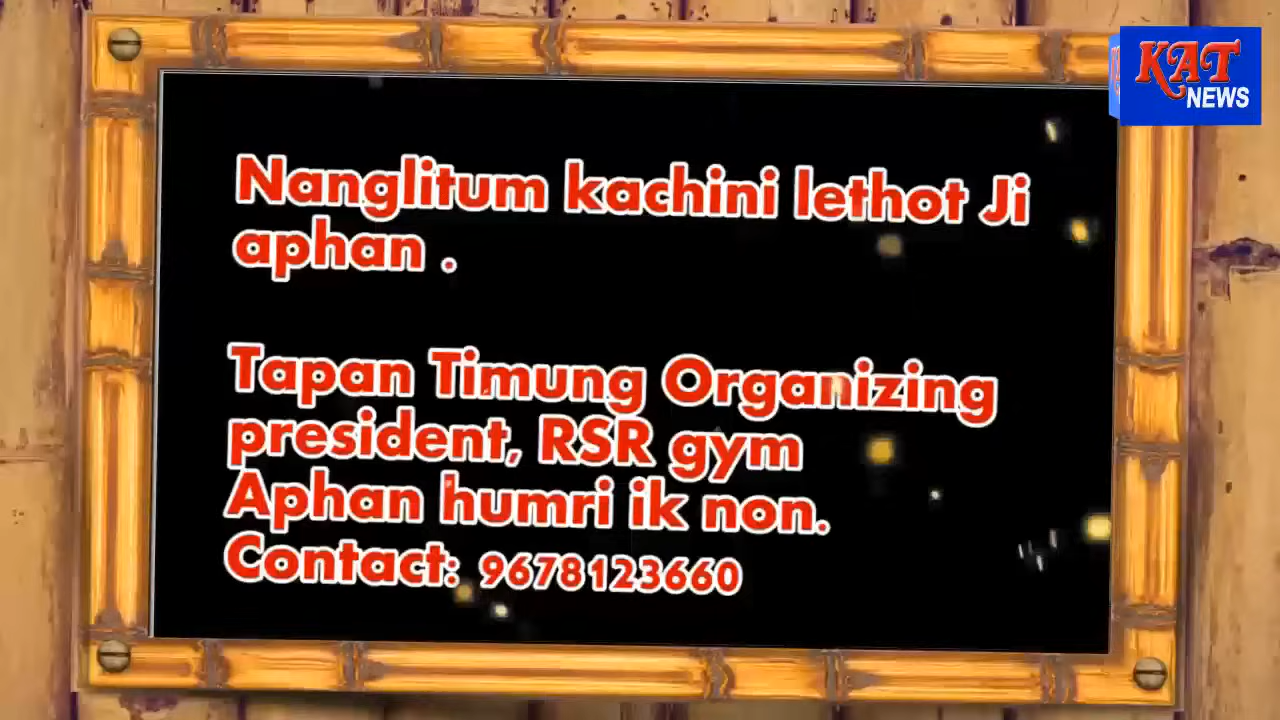 KAT
NEWS
Nanglitum kachini lethot Ji
aphan .
Tapan Timung Organizing
president, RSR gym
Aphan humri ik non.
Contact: 9678123660